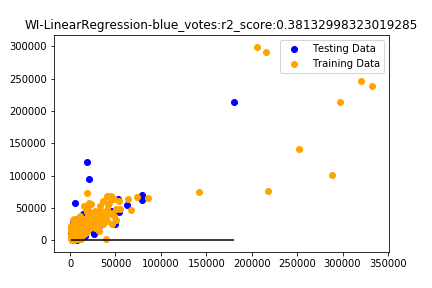 WI-LinearRegression-blue_votes:r2_score:0.38132998323019285
300000
250000
200000
150000
100000
50000
0
Testing Data
Training Data
0 50000 100000 150000 200000 250000 300000 350000